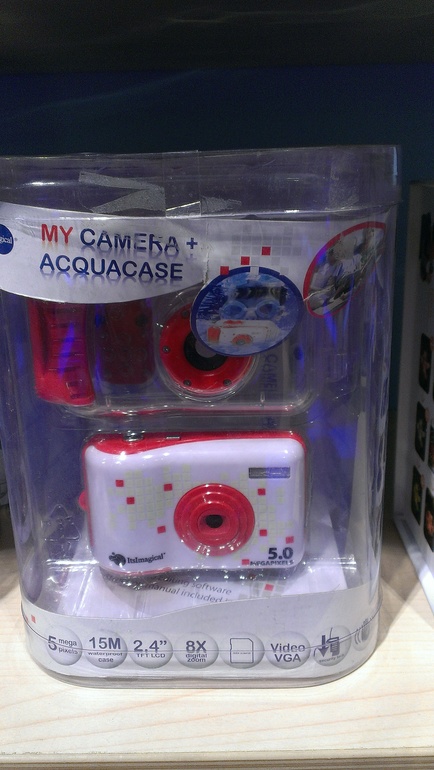 MY CAMERA +
ACQUACASE
ItsImagical
5.0
MEGAPIXELS
software
manual included
5 mega pixels
15M waterproof case
2.4" TFT LCD
8X digital zoom
Video VGA